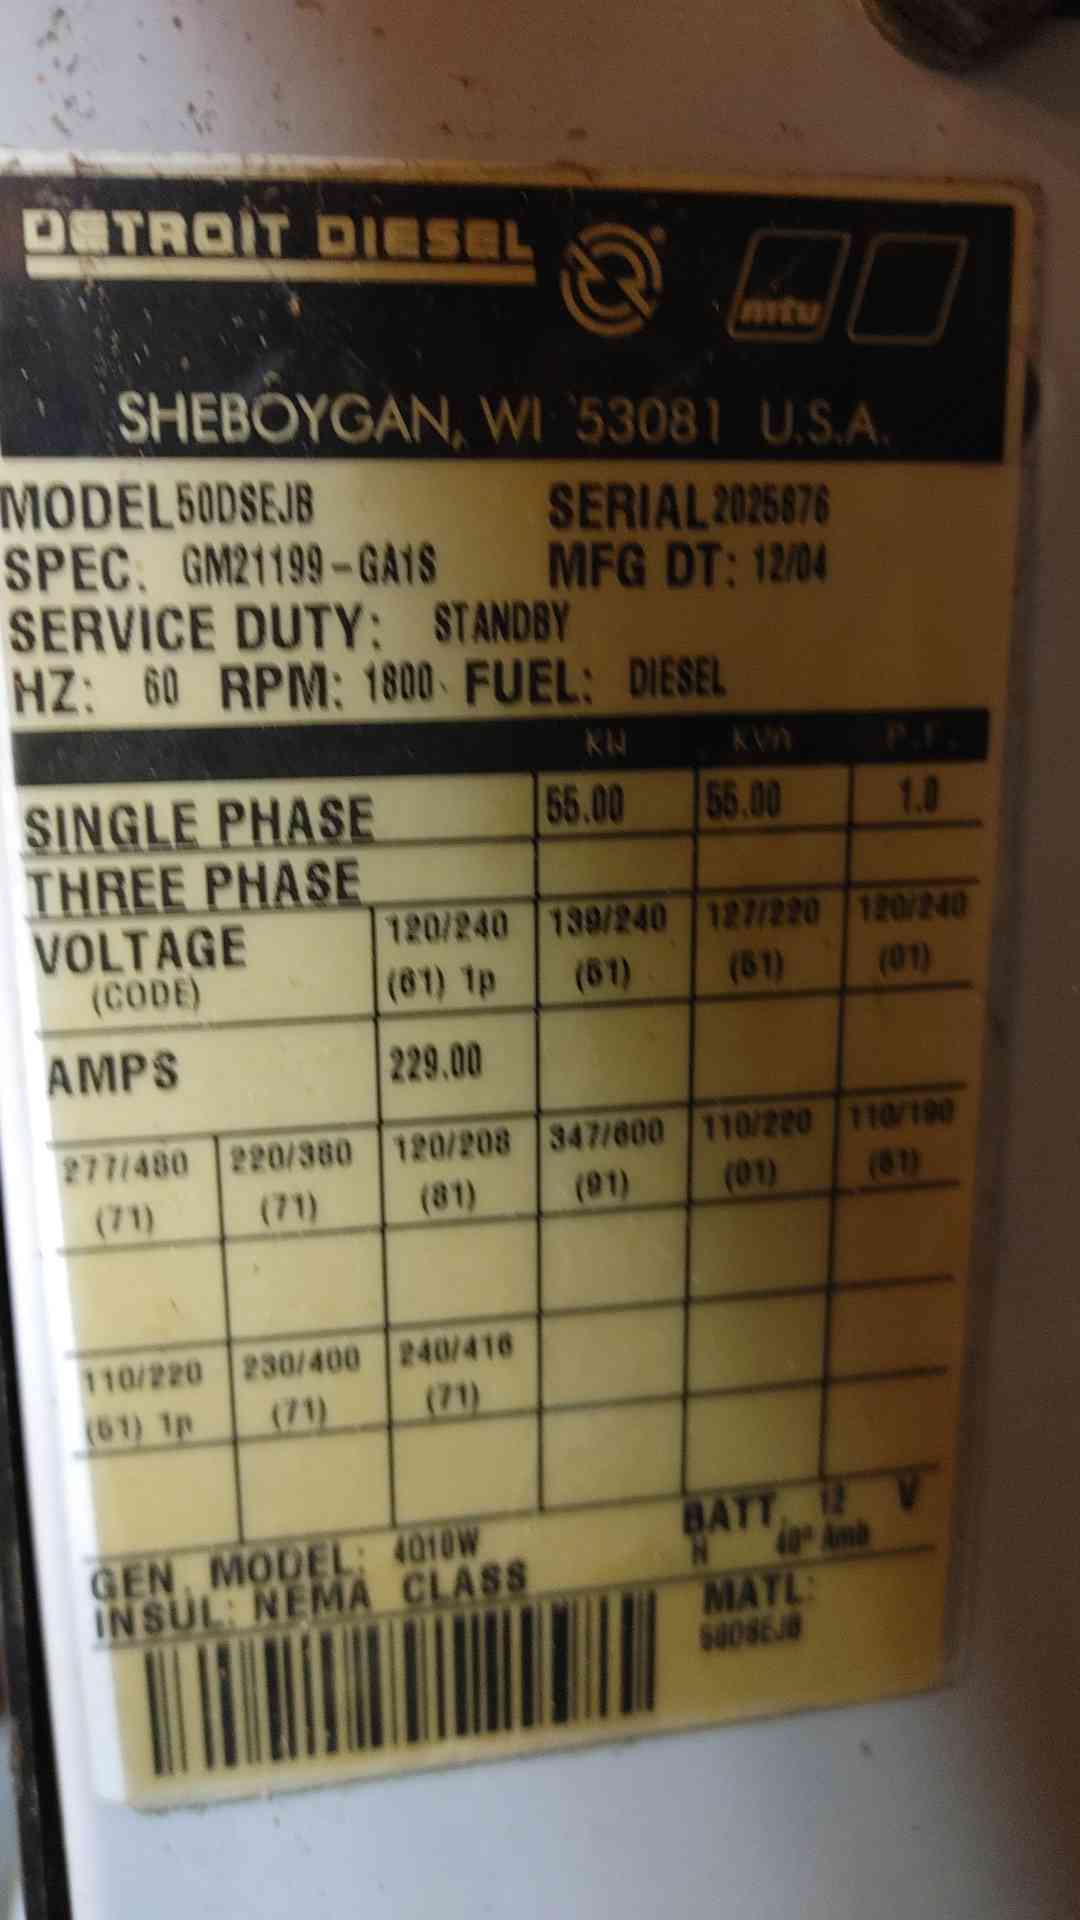 DETROIT DIESEL ® mtu
SHEBOYGAN, WI 53081 U.S.A.
MODEL 50DSEJB SERIAL 2025876
SPEC. GM21199-GA1S MFG DT: 12/04
SERVICE DUTY: STANDBY
HZ: 60 RPM: 1800 FUEL: DIESEL
KW KVA P.F.
SINGLE PHASE 55.00 55.00 1.0
THREE PHASE
VOLTAGE 120/240 139/240 127/220 120/240
(CODE) (61) 1p (61) (61) (01)
AMPS 229.00
277/480 220/380 120/208 347/600 110/220 110/190
(71) (71) (81) (91) (01) (61)
110/220 230/400 240/416
(61) 1p (71) (71)
GEN. MODEL: 4Q10W BATT. 12 V
INSUL: NEMA CLASS H 40° Amb
MATL:
50DSEJB